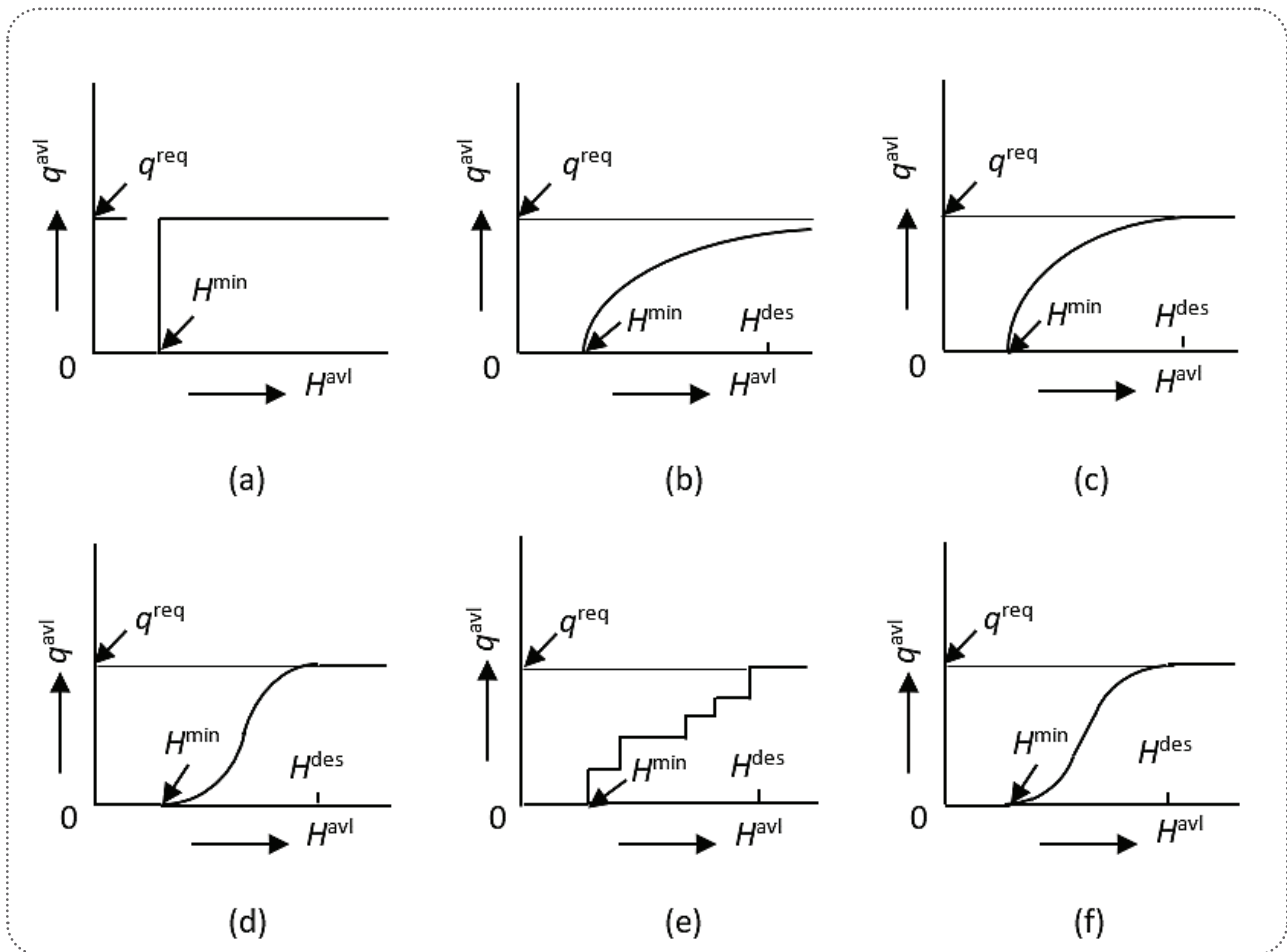 q^avl
q^req
H^min
0
H^avl
(a)
q^avl
q^req
H^min
H^des
0
H^avl
(b)
q^avl
q^req
H^min
H^des
0
H^avl
(c)
q^avl
q^req
H^min
H^des
0
H^avl
(d)
q^avl
q^req
H^min
H^des
0
H^avl
(e)
q^avl
q^req
H^min
H^des
0
H^avl
(f)